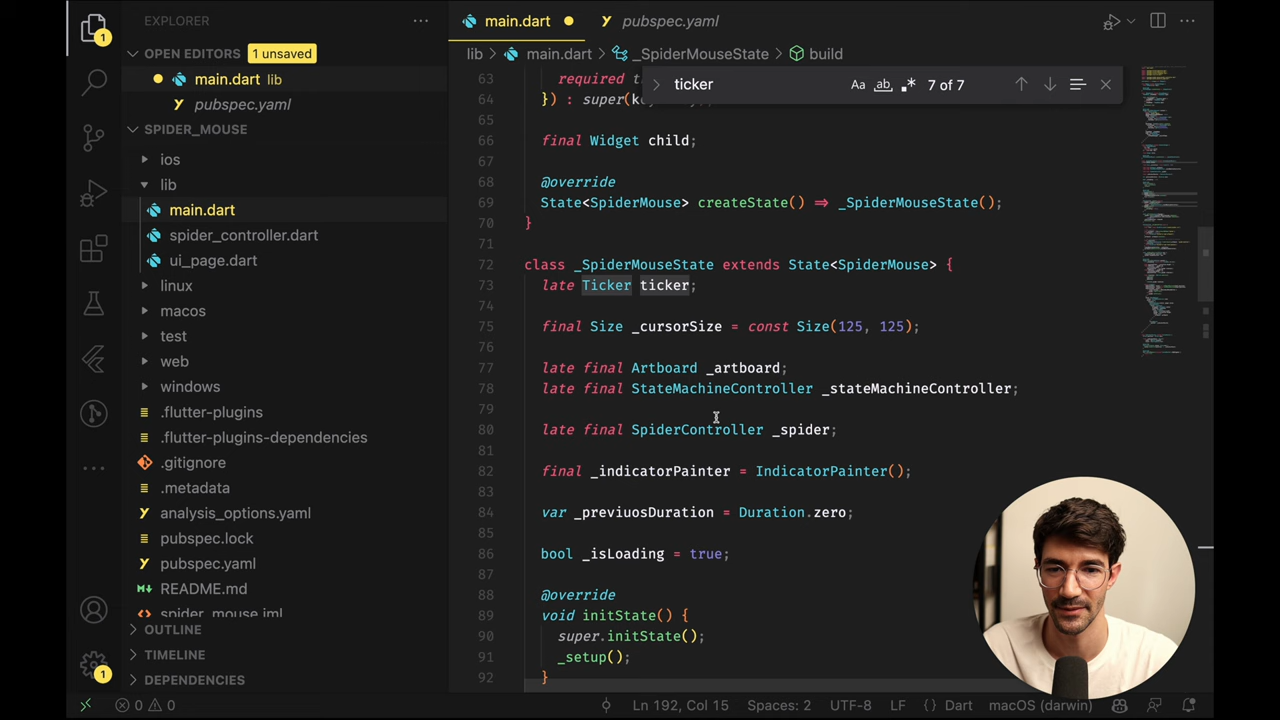 EXPLORER
OPEN EDITORS 1 unsaved
main.dart lib
pubspec.yaml
SPIDER_MOUSE
ios
lib
main.dart
spider_controller.dart
ui_page.dart
linux
macos
test
web
windows
.flutter-plugins
.flutter-plugins-dependencies
.gitignore
.metadata
analysis_options.yaml
pubspec.lock
pubspec.yaml
README.md
spider_mouse.iml
OUTLINE
TIMELINE
DEPENDENCIES
1
1
main.dart
pubspec.yaml
lib > main.dart > _SpiderMouseState > build
ticker Aa ab .* 7 of 7
63 required t
64 }) : super(k
65
66 final Widget child;
67
68 @override
69 State<SpiderMouse> createState() => _SpiderMouseState();
70 }
71
72 class _SpiderMouseState extends State<SpiderMouse> {
73 late Ticker ticker;
74
75 final Size _cursorSize = const Size(125, 125);
76
77 late final Artboard _artboard;
78 late final StateMachineController _stateMachineController;
79
80 late final SpiderController _spider;
81
82 final _indicatorPainter = IndicatorPainter();
83
84 var _previuosDuration = Duration.zero;
85
86 bool _isLoading = true;
87
88 @override
89 void initState() {
90 super.initState();
91 _setup();
92 }
0 0 Ln 192, Col 15 Spaces: 2 UTF-8 LF {} Dart macOS (darwin)